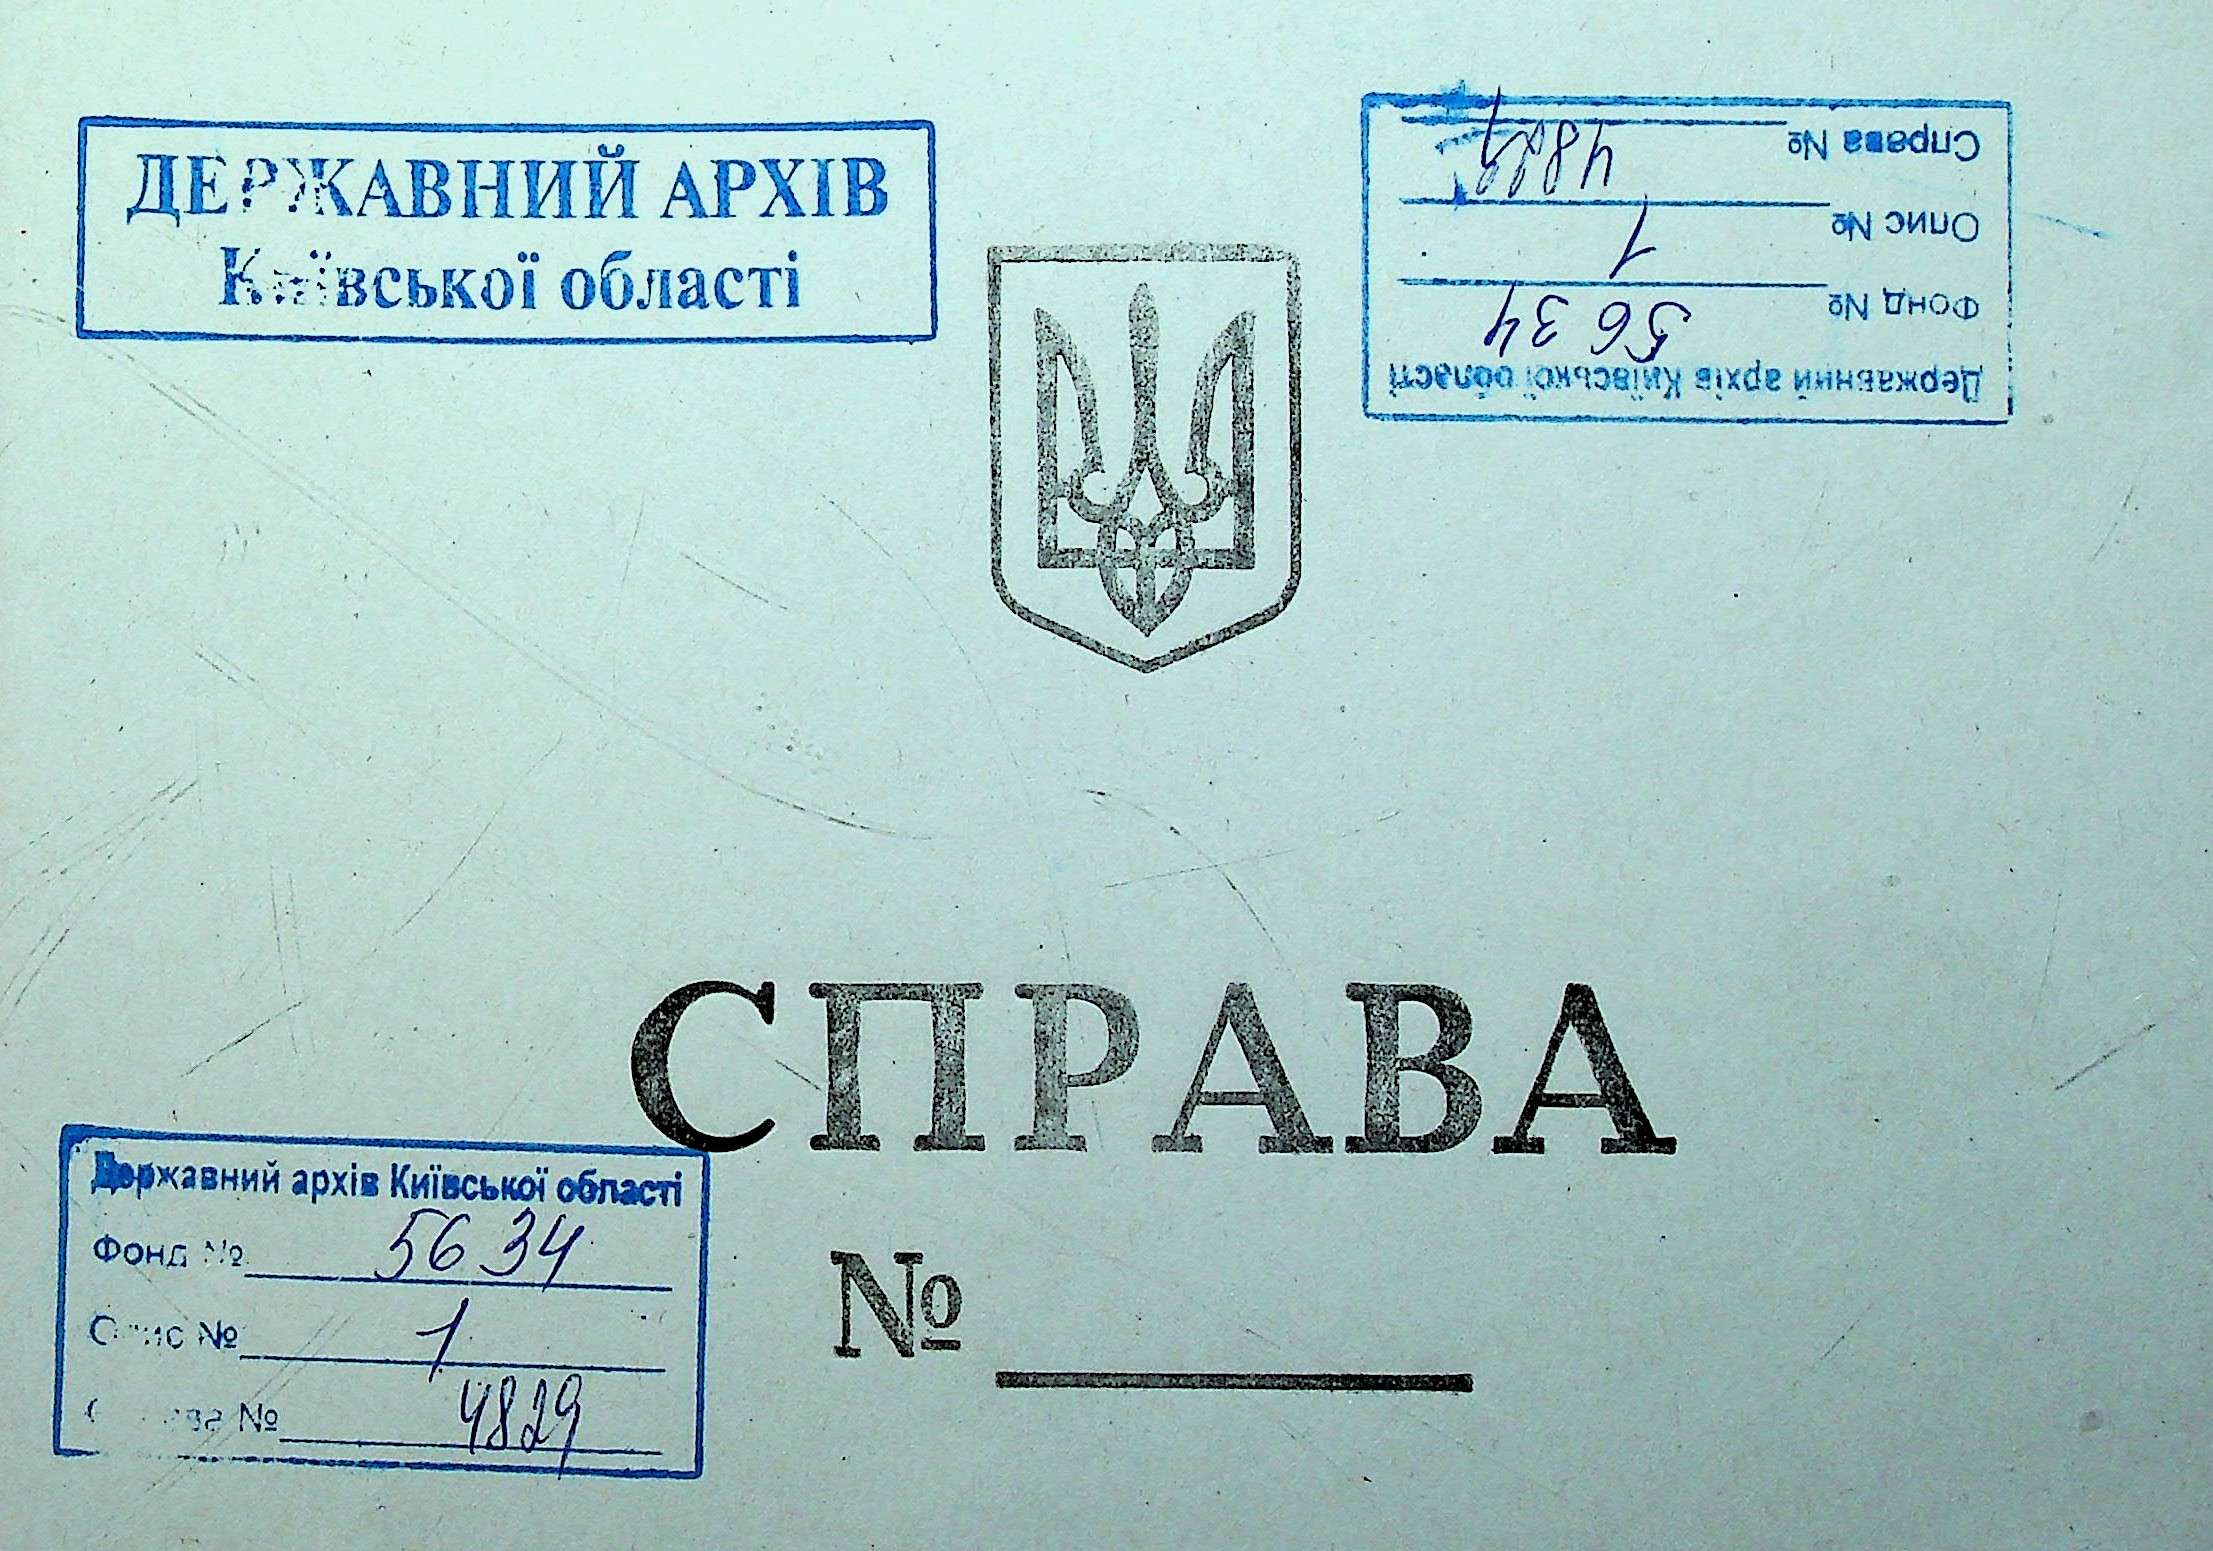 ДЕРЖАВНИЙ АРХІВ
Київської області
Державний архів Київської області
Фонд № 5634
Опис № 1
Справа № 4829
СПРАВА
№
Державний архів Київської області
Фонд № 5634
Опис № 1
Справа № 4829